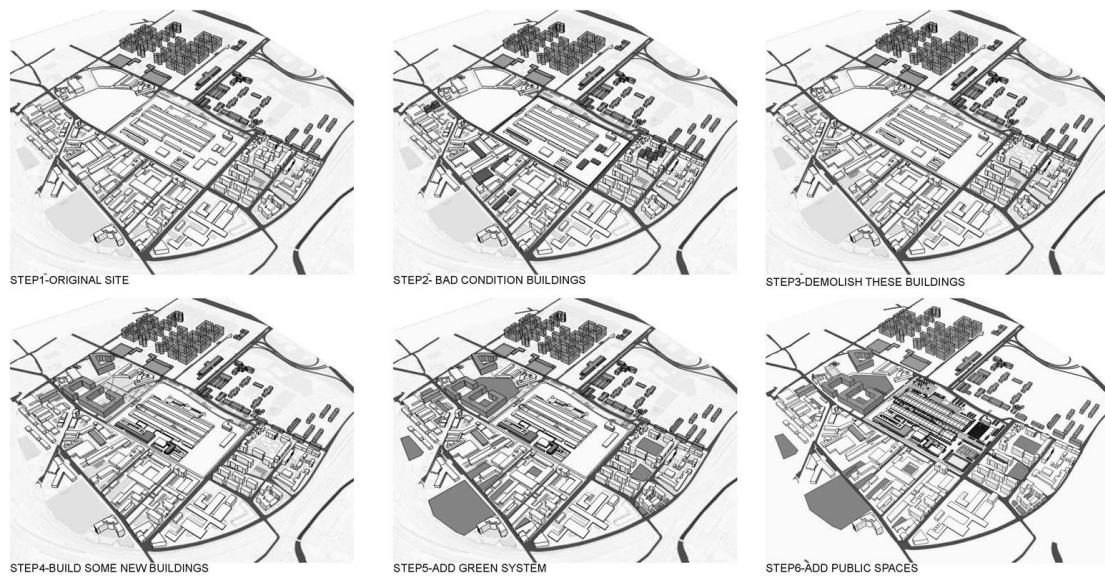 STEP1-ORIGINAL SITE
STEP2- BAD CONDITION BUILDINGS
STEP3-DEMOLISH THESE BUILDINGS
STEP4-BUILD SOME NEW BUILDINGS
STEP5-ADD GREEN SYSTEM
STEP6-ADD PUBLIC SPACES